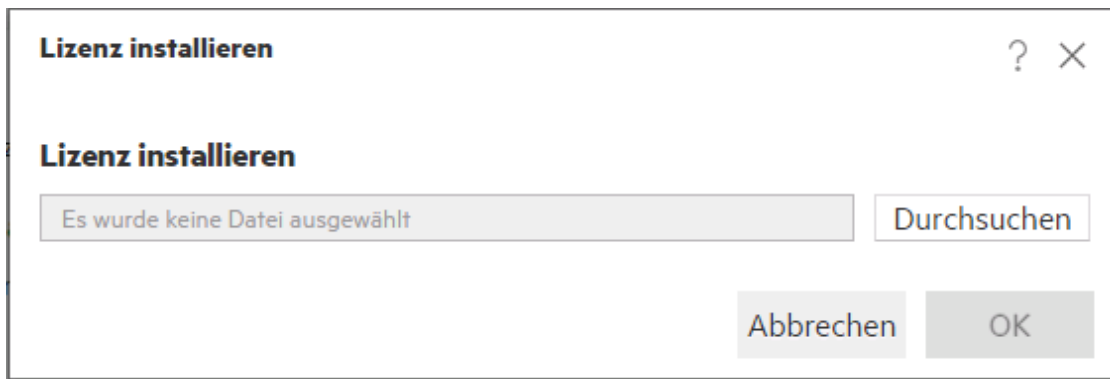 Lizenz installieren
?
Lizenz installieren
Es wurde keine Datei ausgewählt
Durchsuchen
Abbrechen
OK